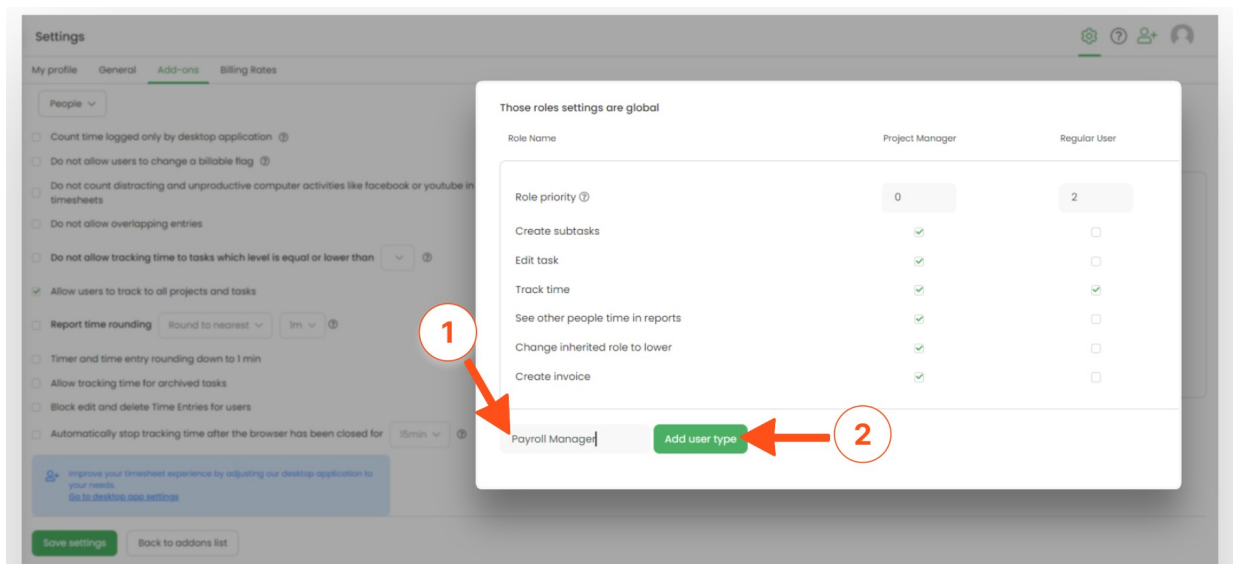 Settings
My profile General Add-ons Billing Rates
People
Count time logged only by desktop application
Do not allow users to change a billable flag
Do not count distracting and unproductive computer activities like facebook or youtube in
timesheets
Do not allow overlapping entries
Do not allow tracking time to tasks which level is equal or lower than
Allow users to track to all projects and tasks
Report time rounding Round to nearest 1m
Timer and time entry rounding down to 1 min
Allow tracking time for archived tasks
Block edit and delete Time Entries for users
Automatically stop tracking time after the browser has been closed for 15min
Improve your timesheet experience by adjusting our desktop application to
your needs.
Go to desktop app settings
Save settings Back to addons list
Those roles settings are global
Role Name Project Manager Regular User
Role priority 0 2
Create subtasks
Edit task
Track time
See other people time in reports
Change inherited role to lower
Create invoice
1
Payroll Manager Add user type 2